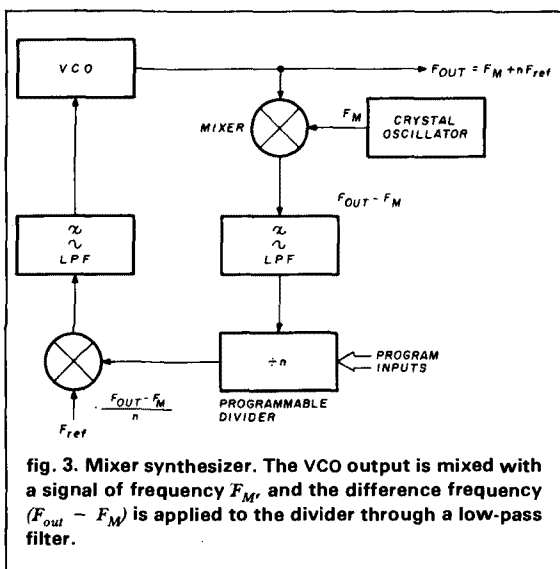 VCO
F_OUT = F_M + nF_ref
MIXER
F_M
CRYSTAL
OSCILLATOR
F_OUT - F_M
LPF
LPF
÷n
PROGRAM
INPUTS
PROGRAMMABLE
DIVIDER
F_OUT - F_M
n
F_ref
fig. 3. Mixer synthesizer. The VCO output is mixed with
a signal of frequency F_M, and the difference frequency
(F_out − F_M) is applied to the divider through a low-pass
filter.